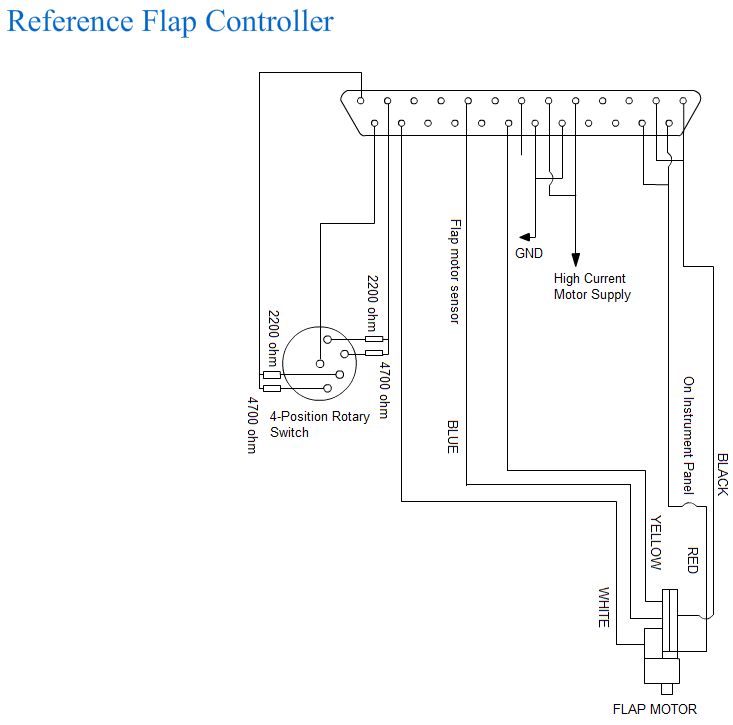 Reference Flap Controller
GND
High Current
Motor Supply
Flap motor sensor
2200 ohm
2200 ohm
4700 ohm
4700 ohm
4-Position Rotary
Switch
On Instrument Panel
BLUE
BLACK
YELLOW
RED
WHITE
FLAP MOTOR